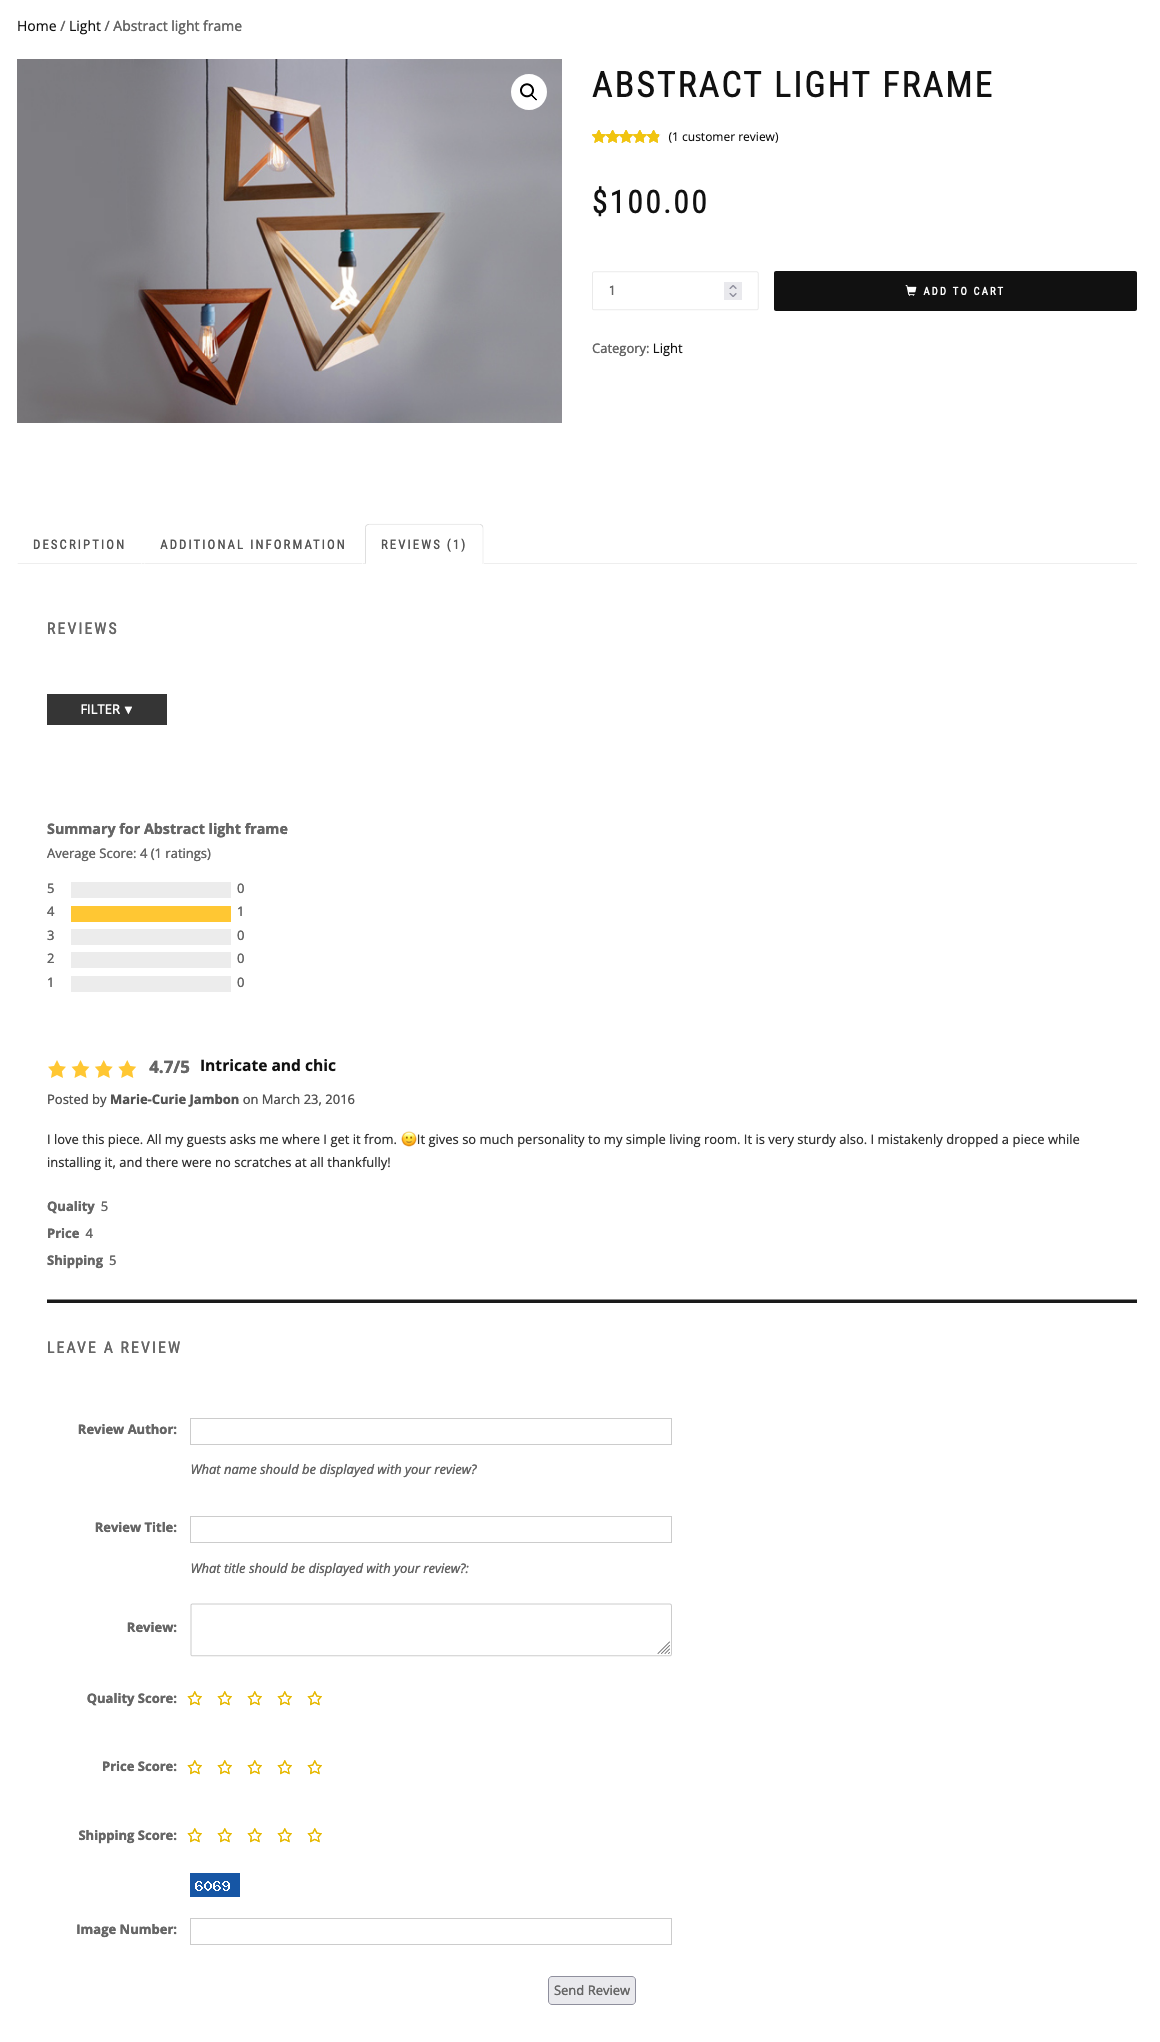 Home / Light / Abstract light frame
ABSTRACT LIGHT FRAME
(1 customer review)
$100.00
1
ADD TO CART
Category: Light
DESCRIPTION
ADDITIONAL INFORMATION
REVIEWS (1)
REVIEWS
FILTER ▼
Summary for Abstract light frame
Average Score: 4 (1 ratings)
5 0
4 1
3 0
2 0
1 0
4.7/5 Intricate and chic
Posted by Marie-Curie Jambon on March 23, 2016
I love this piece. All my guests asks me where I get it from. 🙂It gives so much personality to my simple living room. It is very sturdy also. I mistakenly dropped a piece while
installing it, and there were no scratches at all thankfully!
Quality 5
Price 4
Shipping 5
LEAVE A REVIEW
Review Author:
What name should be displayed with your review?
Review Title:
What title should be displayed with your review?:
Review:
Quality Score:
Price Score:
Shipping Score:
6069
Image Number:
Send Review